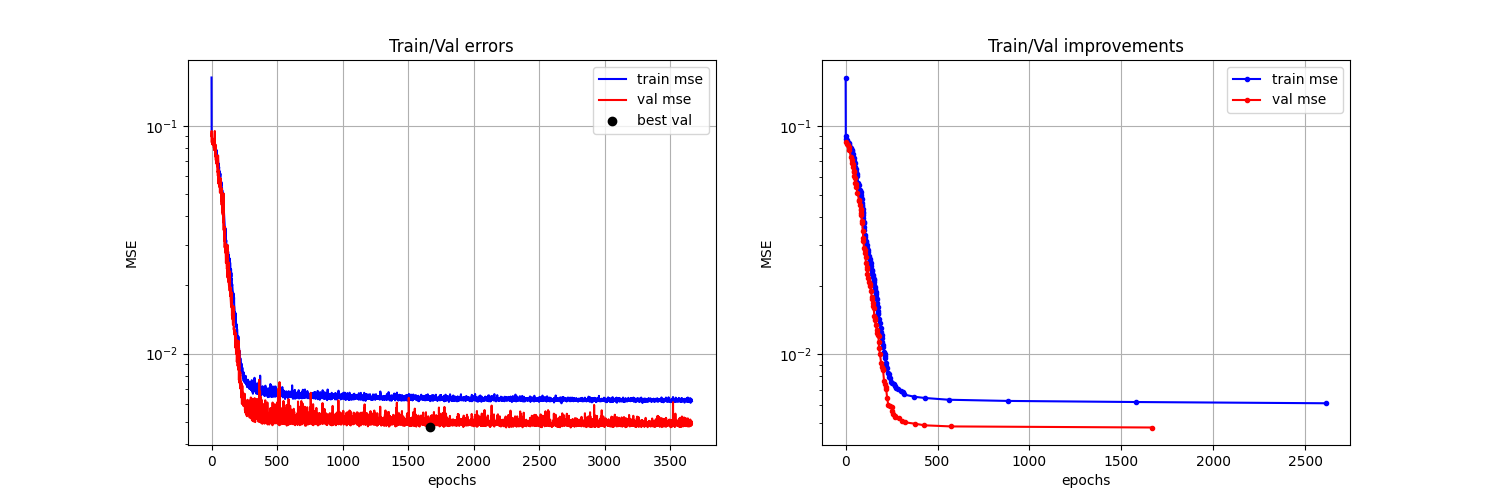 Train/Val errors
train mse
val mse
best val
10⁻¹
10⁻²
MSE
0 500 1000 1500 2000 2500 3000 3500
epochs
Train/Val improvements
train mse
val mse
10⁻¹
10⁻²
MSE
0 500 1000 1500 2000 2500
epochs